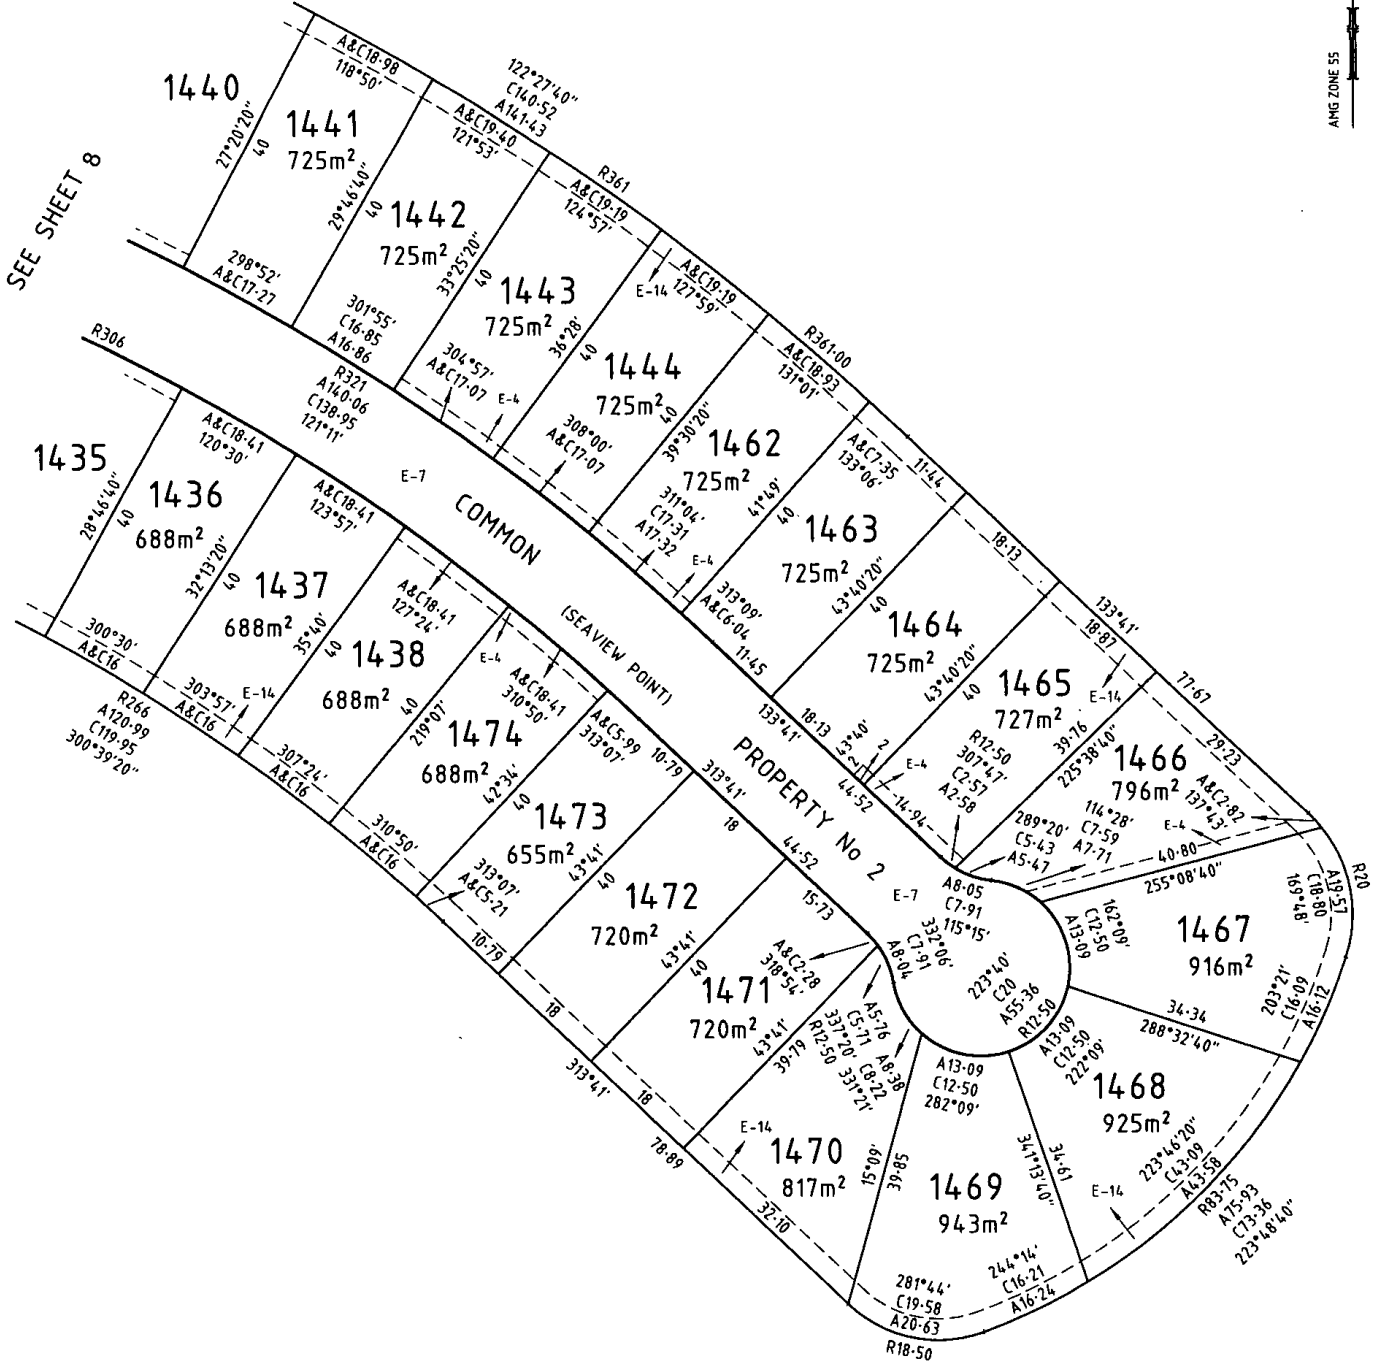 AMG ZONE 55
N
SEE SHEET 8
1440
27°20'20"
40
A&C18·98
118°50'
1441
725m²
298°52'
A&C17·27
29°46'40"
40
122°27'40"
C140·52
A141·43
A&C19·40
121°53'
1442
725m²
301°55'
C16·85
A16·86
33°25'20"
40
R361
A&C19·19
124°57'
1443
725m²
304°57'
A&C17·07
E-4
36°28'
40
E-14
A&C19·19
127°59'
1444
725m²
308°00'
A&C17·07
39°30'20"
40
R361·00
A&C18·93
131°01'
1462
725m²
311°04'
C17·31
A17·32
E-4
41°49'
40
A&C7·35
133°06'
11·44
1463
725m²
313°09'
A&C6·04
11·45
43°40'20"
40
18·13
1464
725m²
18·13
133°41'
43°40'20"
40
43°40'
2
2
E-4
44·52
14·94
133°41'
18·87
77·67
1465
727m²
E-14
R12·50
307°47'
C2·57
A2·58
39·76
225°38'40"
29·23
1466
796m²
A&C2·82
137°43'
E-4
114°28'
C7·59
A7·71
289°20'
C5·43
A5·47
40·80
255°08'40"
R20
A19·57
C18·80
169°48'
1467
916m²
162°09'
C12·50
A13·09
203°21'
C16·09
A16·12
34·34
288°32'40"
1468
925m²
A13·09
C12·50
222°09'
223°46'20"
C43·09
A43·58
E-14
R83·75
A75·93
C73·36
223°48'40"
34·61
341°13'40"
1469
943m²
A13·09
C12·50
282°09'
244°14'
C16·21
A16·24
281°44'
C19·58
A20·63
R18·50
15°09'
39·85
1470
817m²
E-14
32·10
A5·76
C5·71
337°20'
R12·50
A8·38
C8·22
331°21'
43°41'
39·79
78·89
18
1471
720m²
A&C2·28
318°54'
15·73
44·52
43°41'
40
313°41'
18
1472
720m²
18
313°41'
43°41'
40
10·79
1473
655m²
10·79
A&C5·99
313°07'
313°07'
A&C5·21
42°34'
40
1474
688m²
A&C18·41
310°50'
E-4
310°50'
A&C16
219°07'
40
1438
688m²
A&C18·41
127°24'
307°24'
A&C16
35°40'
40
1437
688m²
A&C18·41
123°57'
303°57'
A&C16
E-14
32°13'20"
40
1436
688m²
A&C18·41
120°30'
300°30'
A&C16
R266
A120·99
C119·95
300°39'20"
28°46'40"
40
1435
R306
R321
A140·06
C138·95
121°11'
E-7
COMMON
(SEAVIEW POINT)
PROPERTY No 2
E-7
A8·05
C7·91
115°15'
332°06'
C7·91
A8·04
223°40'
C20
A55·36
R12·50